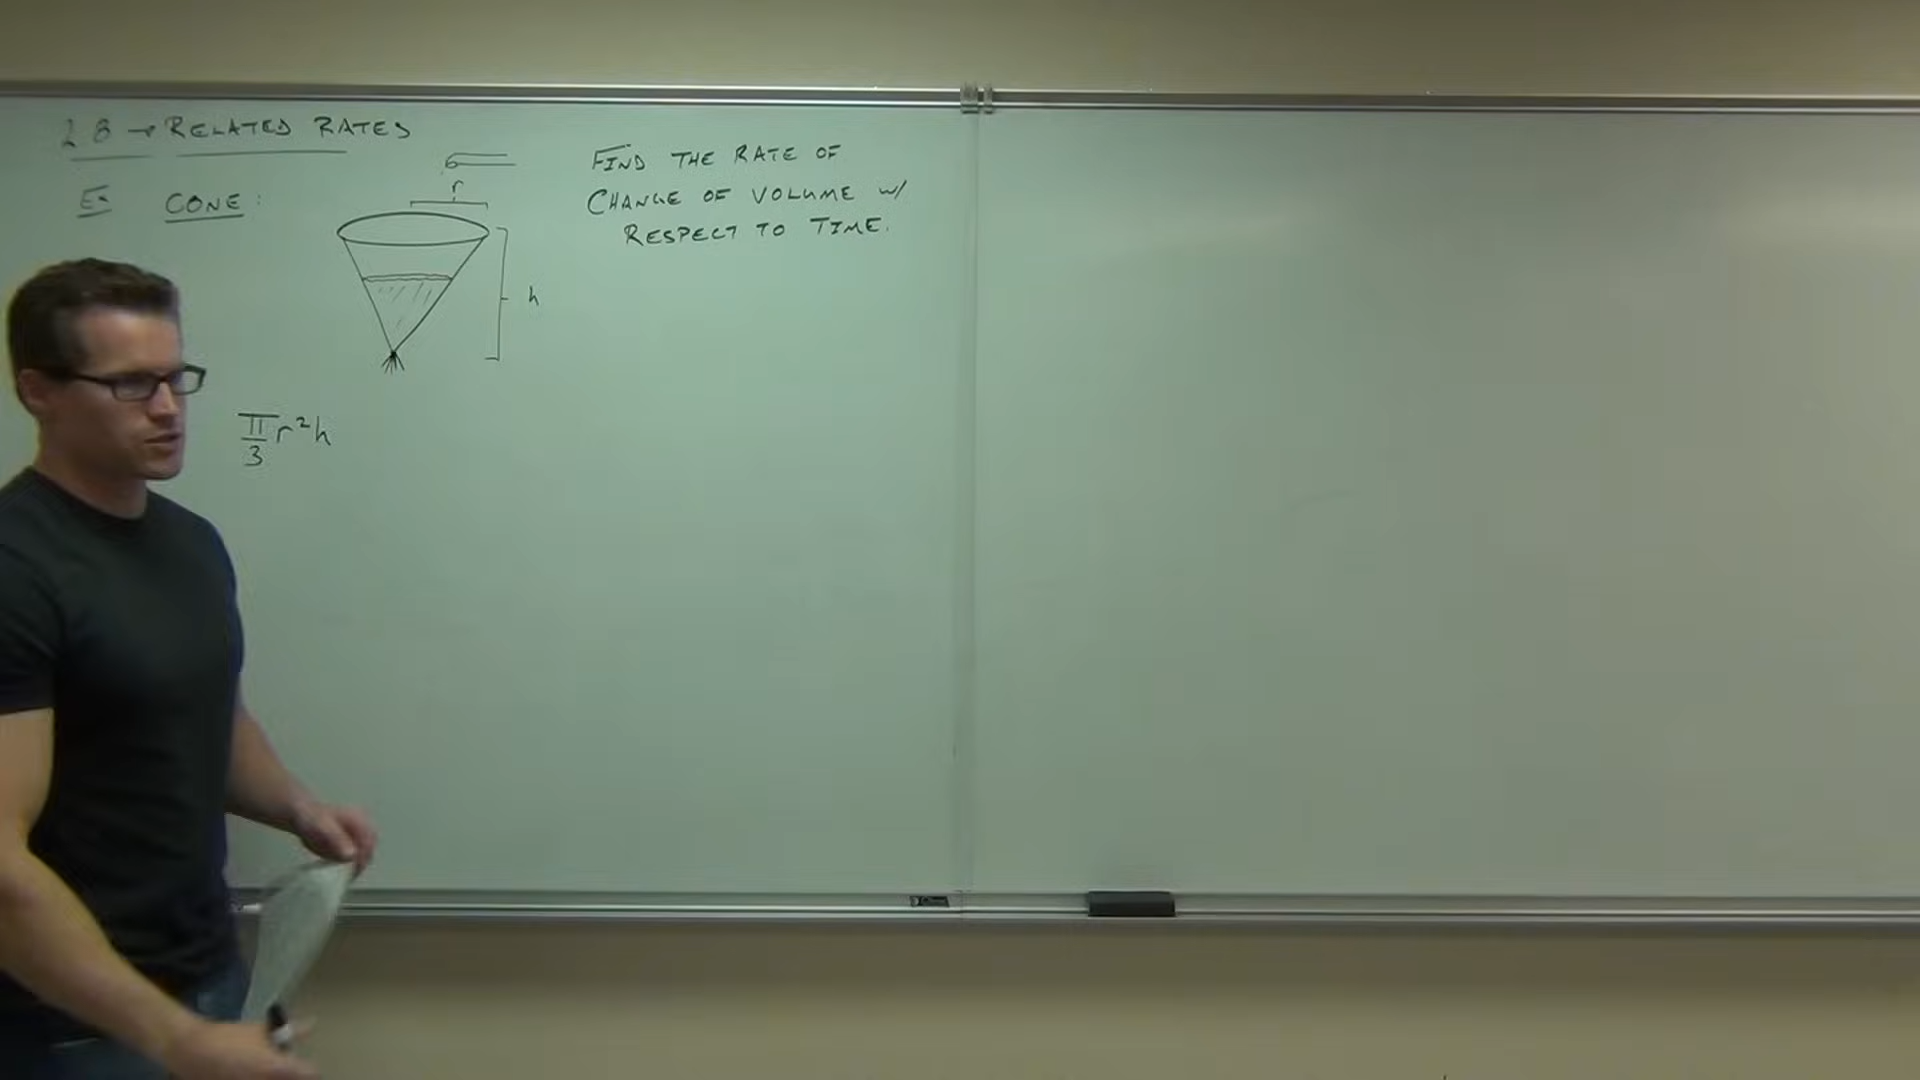 2.8 → RELATED RATES
Ex CONE:
r
h
FIND THE RATE OF
CHANGE OF VOLUME W/
RESPECT TO TIME.
π/3 r²h